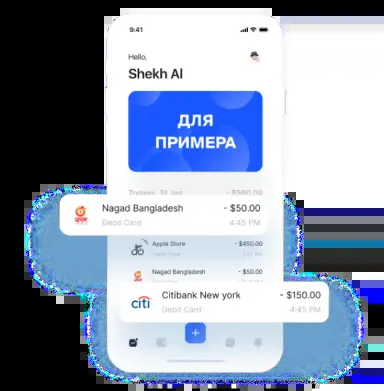 9:41
Hello,
Shekh Al
ДЛЯ
ПРИМЕРА
Todays, 31 Jan - $560.09
Nagad Bangladesh - $50.00
Debit Card 4:45 PM
Apple Store - $450.00
Nagad Bangladesh - $50.00
citi Citibank New york - $150.00
Debit Card 4:45 PM